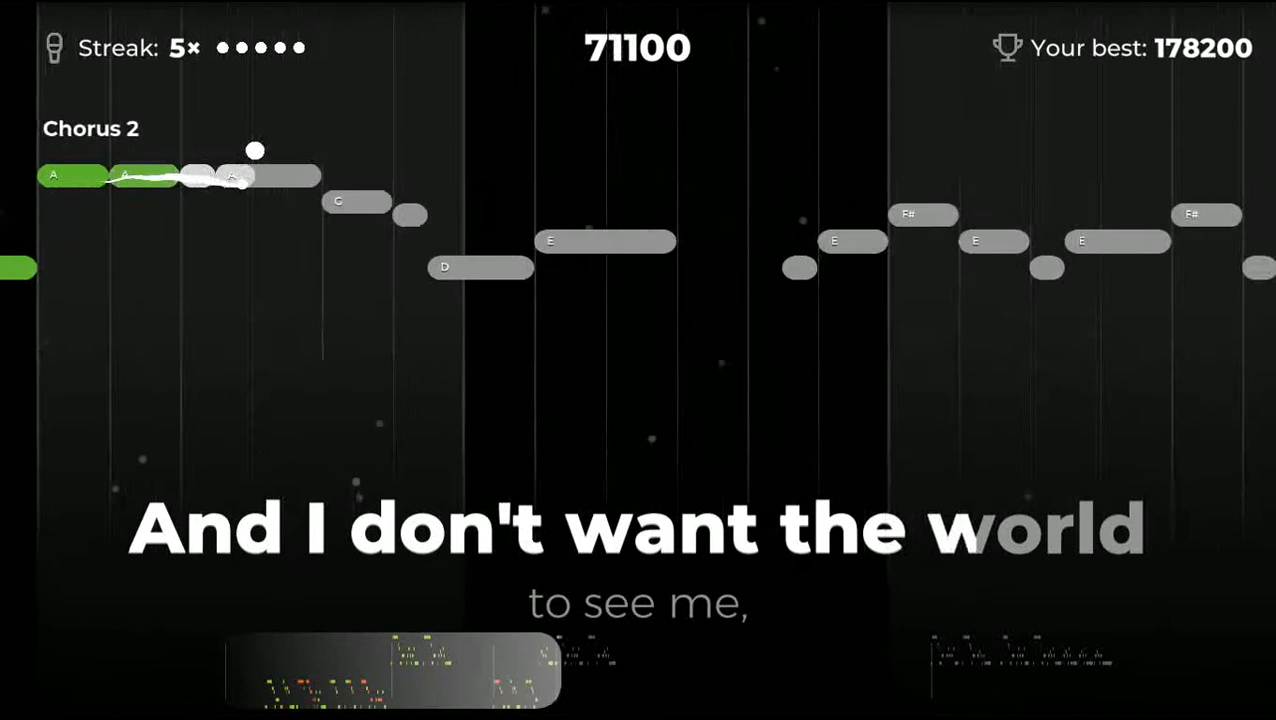 Streak: 5× 71100 Your best: 178200
Chorus 2
A A A
G F# F#
E E E E
D
And I don't want the world
to see me,